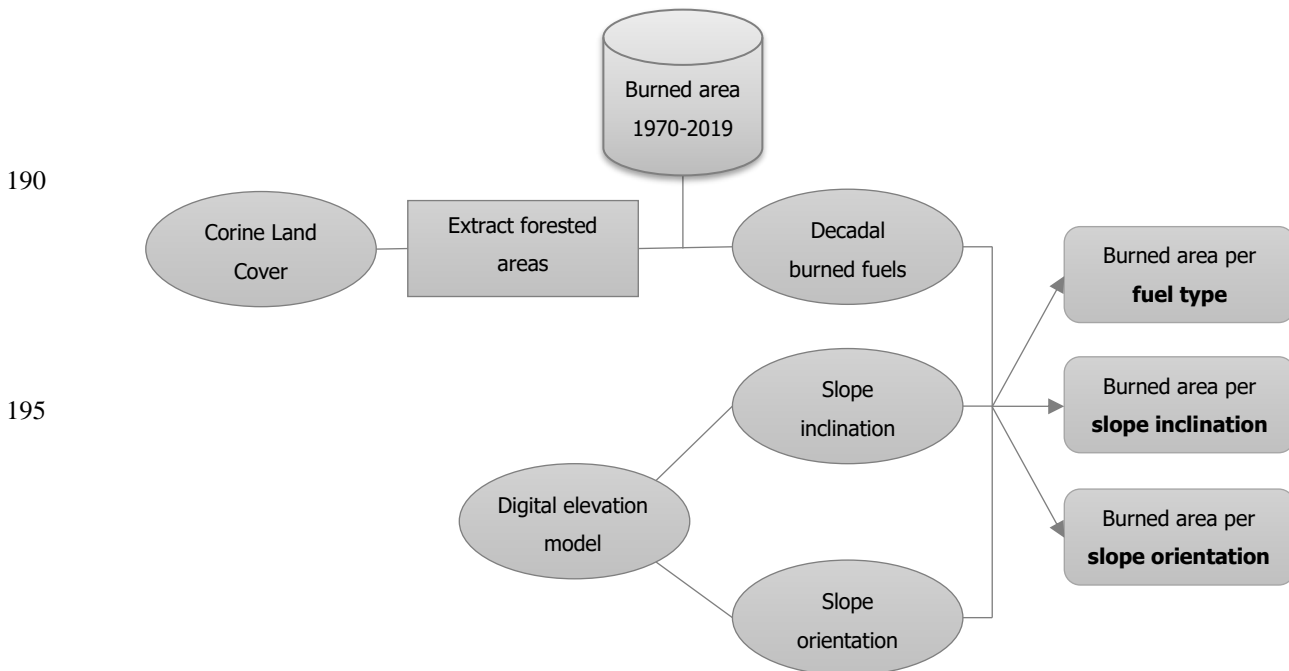 Burned area
1970-2019
190
Corine Land
Cover
Extract forested
areas
Decadal
burned fuels
Burned area per
fuel type
195
Slope
inclination
Burned area per
slope inclination
Digital elevation
model
Burned area per
slope orientation
Slope
orientation